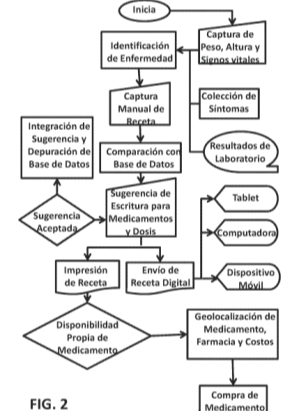 Inicia
Captura de
Peso, Altura y
Signos vitales
Identificación
de Enfermedad
Captura
Manual de
Receta
Colección de
Síntomas
Integración de
Sugerencia y
Depuración de
Base de Datos
Comparación con
Base de Datos
Resultados de
Laboratorio
Sugerencia
Aceptada
Sugerencia de
Escritura para
Medicamentos
y Dosis
Tablet
Computadora
Dispositivo
Móvil
Impresión
de Receta
Envío de
Receta Digital
Disponibilidad
Propia de
Medicamento
Geolocalización de
Medicamento,
Farmacia y Costos
Compra de
Medicamento
FIG. 2